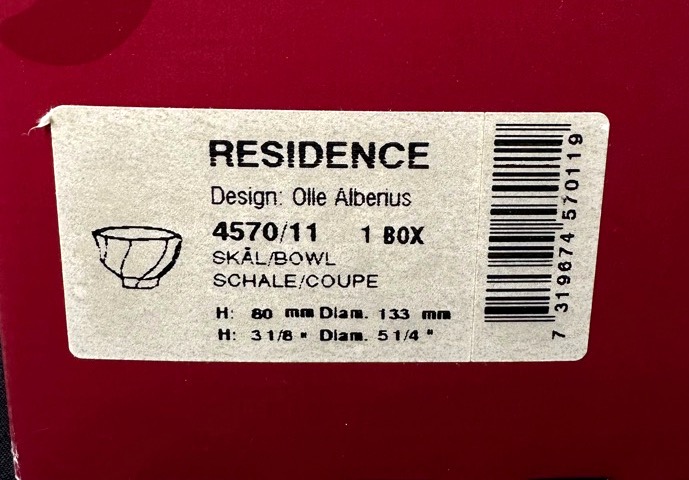 RESIDENCE
Design: Olle Alberius
4570/11 1 BOX
SKÅL/BOWL
SCHALE/COUPE
H: 80 mm Diam. 133 mm
H: 3 1/8 " Diam. 5 1/4 "
7 319674 570119